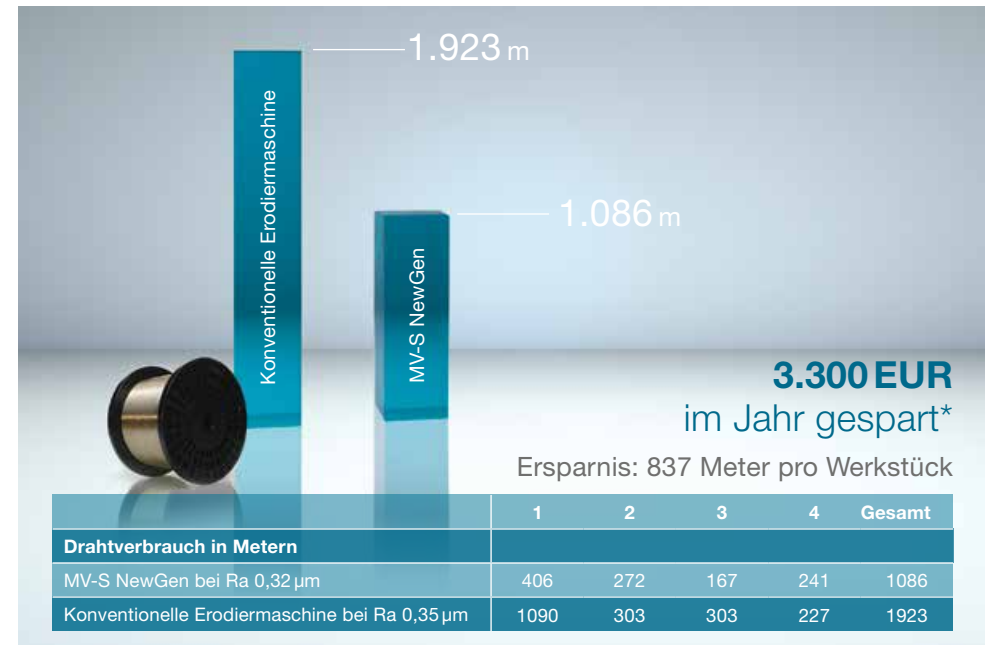 1.923 m
Konventionelle Erodiermaschine
1.086 m
MV-S NewGen
3.300 EUR
im Jahr gespart*
Ersparnis: 837 Meter pro Werkstück
1 2 3 4 Gesamt
Drahtverbrauch in Metern
MV-S NewGen bei Ra 0,32 µm 406 272 167 241 1086
Konventionelle Erodiermaschine bei Ra 0,35 µm 1090 303 303 227 1923